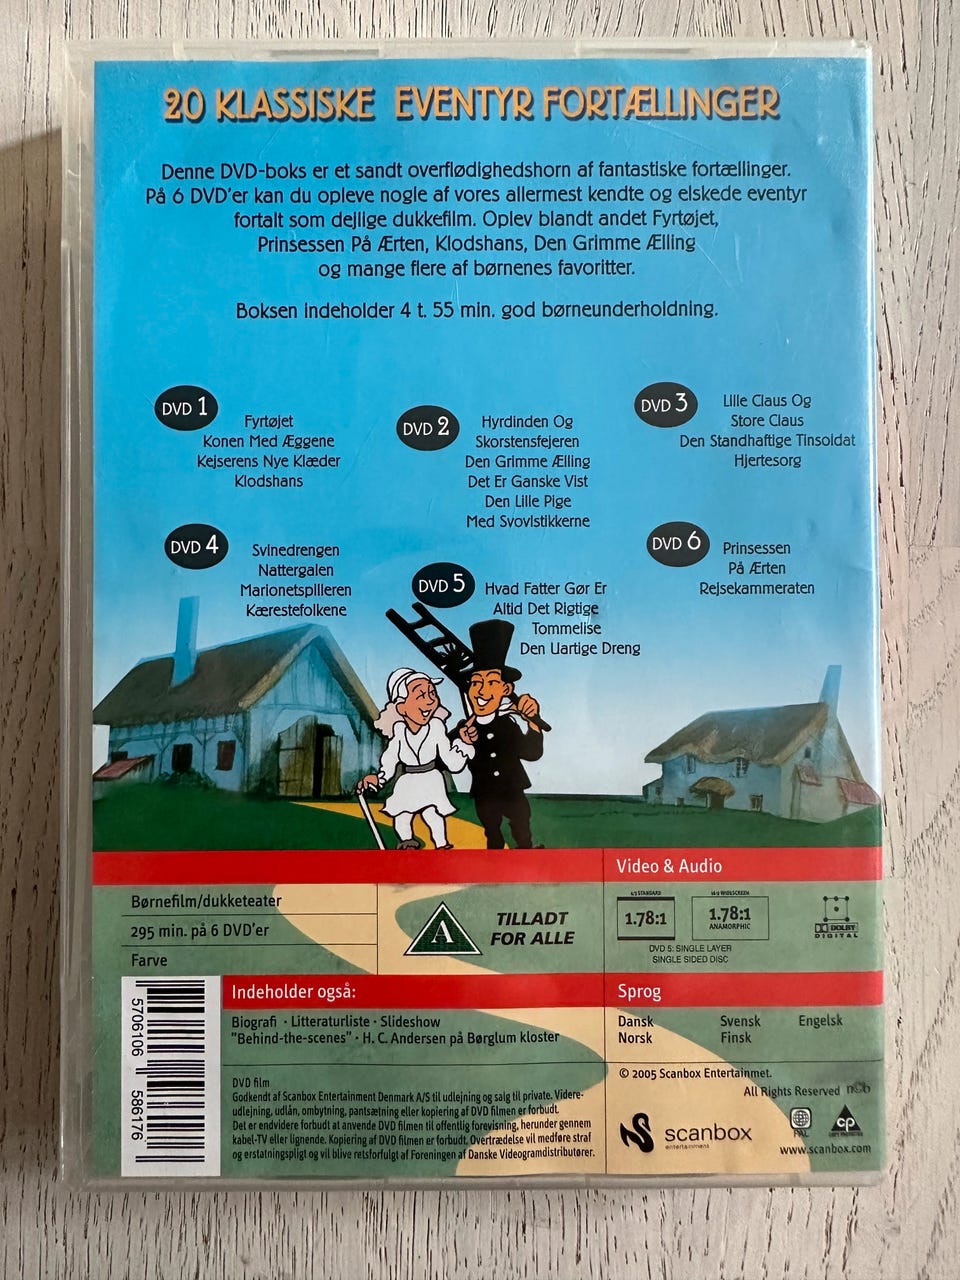 20 KLASSISKE EVENTYR FORTÆLLINGER
Denne DVD-boks er et sandt overflødighedshorn af fantastiske fortællinger.
På 6 DVD'er kan du opleve nogle af vores allermest kendte og elskede eventyr
fortalt som dejlige dukkefilm. Oplev blandt andet Fyrtøjet,
Prinsessen På Ærten, Klodshans, Den Grimme Ælling
og mange flere af børnenes favoritter.
Boksen indeholder 4 t. 55 min. god børneunderholdning.
DVD 1
Fyrtøjet
Konen Med Æggene
Kejserens Nye Klæder
Klodshans
DVD 2
Hyrdinden Og
Skorstensfejeren
Den Grimme Ælling
Det Er Ganske Vist
Den Lille Pige
Med Svovlstikkerne
DVD 3
Lille Claus Og
Store Claus
Den Standhaftige Tinsoldat
Hjertesorg
DVD 4
Svinedrengen
Nattergalen
Marionetspilleren
Kærestefolkene
DVD 5
Hvad Fatter Gør Er
Altid Det Rigtige
Tommelise
Den Uartige Dreng
DVD 6
Prinsessen
På Ærten
Rejsekammeraten
Børnefilm/dukketeater
295 min. på 6 DVD'er
Farve
A
TILLADT
FOR ALLE
Video & Audio
4:3 STANDARD
1.78:1
16:9 WIDESCREEN
1.78:1
ANAMORPHIC
DVD 5: SINGLE LAYER
SINGLE SIDED DISC
DOLBY
DIGITAL
5706106 586176
Indeholder også:
Biografi · Litteraturliste · Slideshow
"Behind-the-scenes" · H. C. Andersen på Børglum kloster
Sprog
Dansk Svensk Engelsk
Norsk Finsk
DVD film
Godkendt af Scanbox Entertainment Denmark A/S til udlejning og salg til private. Videre-
udlejning, udlån, ombytning, pantsætning eller kopiering af DVD filmen er forbudt.
Det er endvidere forbudt at anvende DVD filmen til offentlig forevisning, herunder gennem
kabel-TV eller lignende. Kopiering af DVD filmen er forbudt. Overtrædelse vil medføre straf
og erstatningspligt og vil blive retsforfulgt af Foreningen af Danske Videogramdistributører.
© 2005 Scanbox Entertainmet.
All Rights Reserved n©b
scanbox
entertainment
PAL
CP
COPY PROTECTED
www.scanbox.com